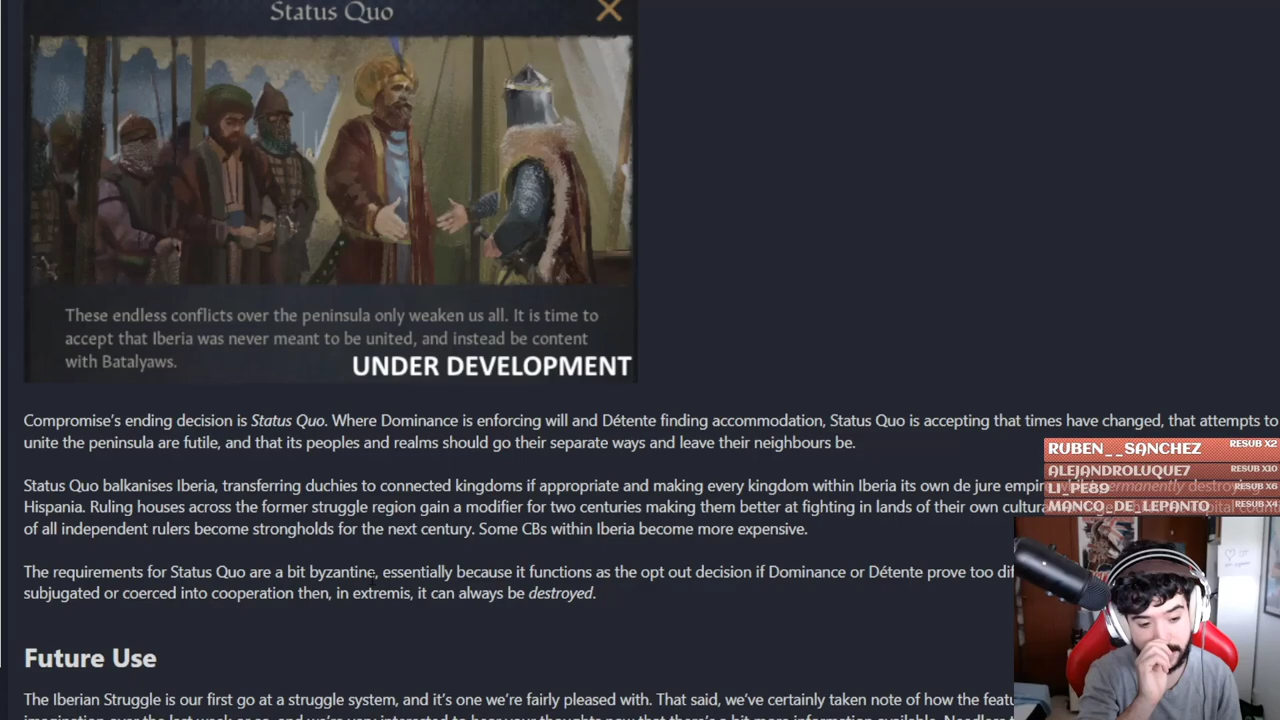 Status Quo
These endless conflicts over the peninsula only weaken us all. It is time to
accept that Iberia was never meant to be united, and instead be content
with Batalyaws.
UNDER DEVELOPMENT
Compromise's ending decision is Status Quo. Where Dominance is enforcing will and Détente finding accommodation, Status Quo is accepting that times have changed, that attempts to
unite the peninsula are futile, and that its peoples and realms should go their separate ways and leave their neighbours be.
Status Quo balkanises Iberia, transferring duchies to connected kingdoms if appropriate and making every kingdom within Iberia its own de jure empire
Hispania. Ruling houses across the former struggle region gain a modifier for two centuries making them better at fighting in lands of their own
of all independent rulers become strongholds for the next century. Some CBs within Iberia become more expensive.
The requirements for Status Quo are a bit byzantine, essentially because it functions as the opt out decision if Dominance or Détente prove too
subjugated or coerced into cooperation then, in extremis, it can always be destroyed.
Future Use
The Iberian Struggle is our first go at a struggle system, and it's one we're fairly pleased with. That said, we've certainly taken note of how the
RUBEN__SANCHEZ RESUB X2
ALEJANDROLUQUE7 RESUB X10
LI_PE89 RESUB X6
MANCO_DE_LEPANTO RESUB X4